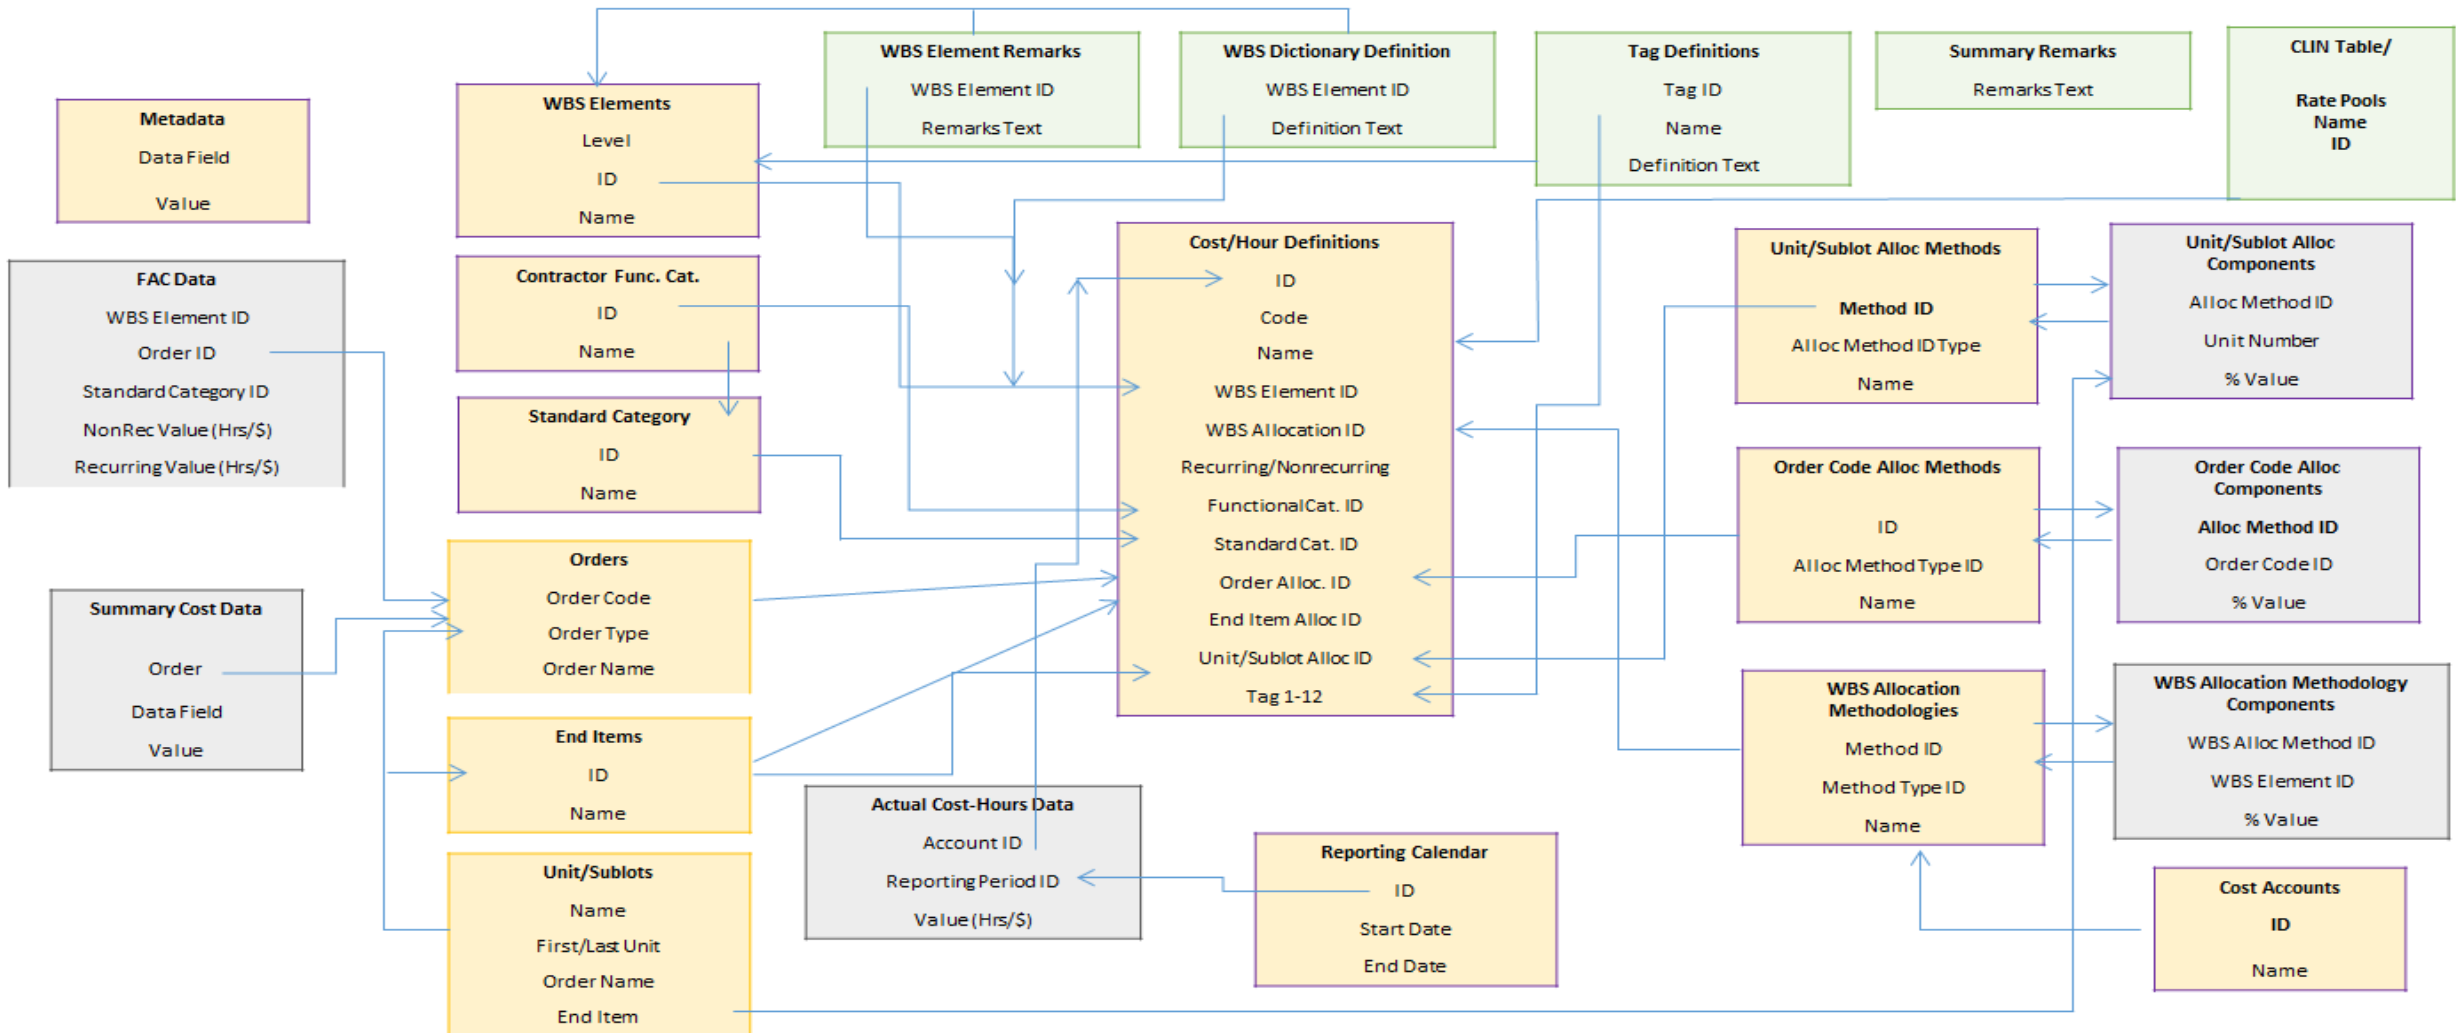 Metadata
Data Field
Value
FAC Data
WBS Element ID
Order ID
Standard Category ID
NonRec Value (Hrs/$)
Recurring Value (Hrs/$)
Summary Cost Data
Order
Data Field
Value
WBS Elements
Level
ID
Name
Contractor Func. Cat.
ID
Name
Standard Category
ID
Name
Orders
Order Code
Order Type
Order Name
End Items
ID
Name
Unit/Sublots
Name
First/Last Unit
Order Name
End Item
WBS Element Remarks
WBS Element ID
Remarks Text
WBS Dictionary Definition
WBS Element ID
Definition Text
Tag Definitions
Tag ID
Name
Definition Text
Summary Remarks
Remarks Text
CLIN Table/
Rate Pools
Name
ID
Cost/Hour Definitions
ID
Code
Name
WBS Element ID
WBS Allocation ID
Recurring/Nonrecurring
Functional Cat. ID
Standard Cat. ID
Order Alloc. ID
End Item Alloc ID
Unit/Sublot Alloc ID
Tag 1-12
Actual Cost-Hours Data
Account ID
Reporting Period ID
Value (Hrs/$)
Reporting Calendar
ID
Start Date
End Date
Unit/Sublot Alloc Methods
Method ID
Alloc Method ID Type
Name
Unit/Sublot Alloc
Components
Alloc Method ID
Unit Number
% Value
Order Code Alloc Methods
ID
Alloc Method Type ID
Name
Order Code Alloc
Components
Alloc Method ID
Order Code ID
% Value
WBS Allocation
Methodologies
Method ID
Method Type ID
Name
WBS Allocation Methodology
Components
WBS Alloc Method ID
WBS Element ID
% Value
Cost Accounts
ID
Name